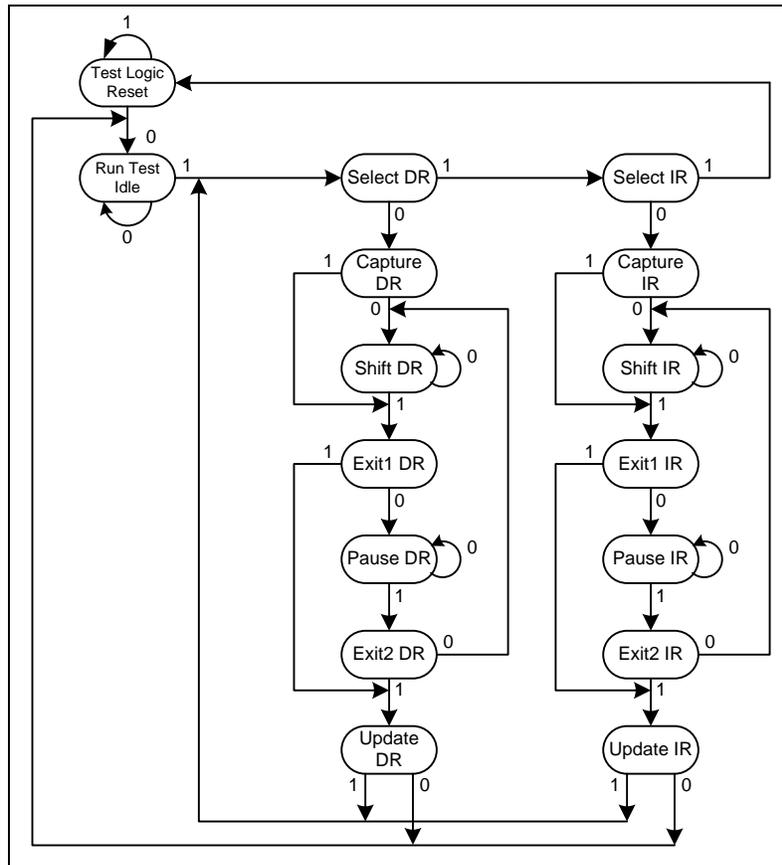 1
Test Logic
Reset
0
Run Test
Idle
1
0
Select DR
1
Select IR
1
0
0
1
Capture
DR
0
1
Capture
IR
0
Shift DR
0
Shift IR
0
1
1
1
Exit1 DR
1
Exit1 IR
0
0
Pause DR
0
Pause IR
0
1
1
Exit2 DR
0
Exit2 IR
0
1
1
Update
DR
Update IR
1
0
1
0